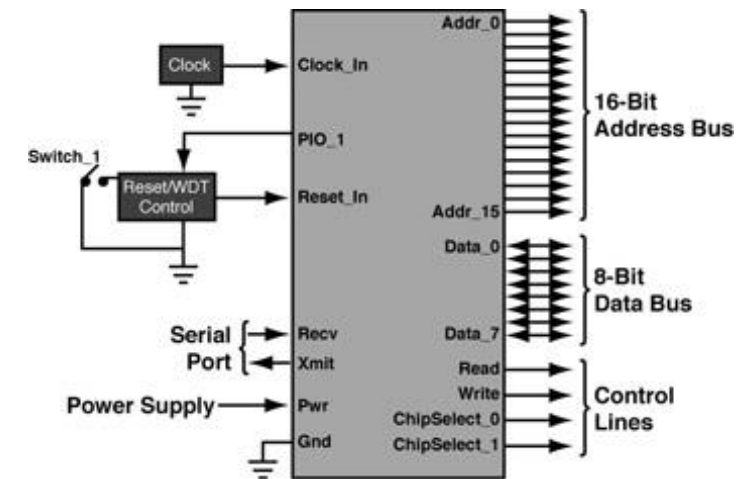 Addr_0
Clock
Clock_In
16-Bit
Address Bus
PIO_1
Switch_1
Reset/WDT
Control
Reset_In
Addr_15
Data_0
8-Bit
Data Bus
Serial
Port
Recv
Data_7
Xmit
Read
Power Supply
Pwr
Write
Control
Lines
ChipSelect_0
Gnd
ChipSelect_1